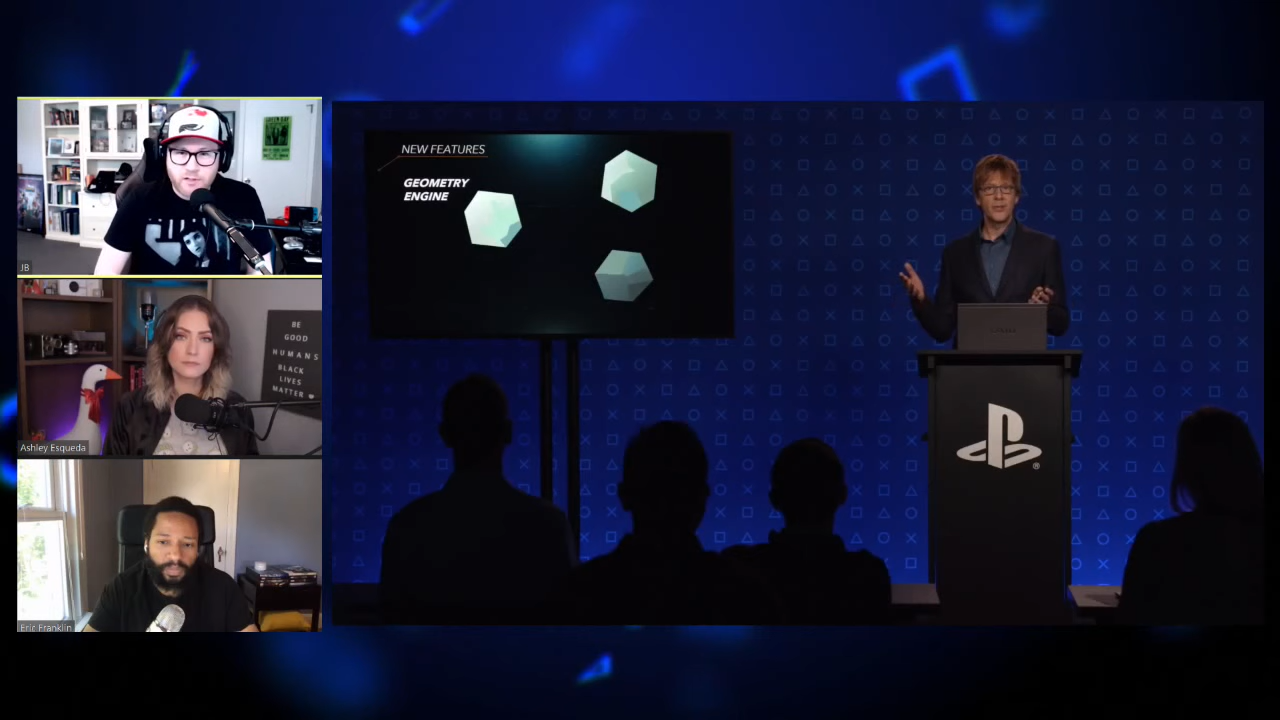 JB
BE
GOOD
HUMANS
BLACK
LIVES
MATTER
Ashley Esqueda
Eric Franklin
NEW FEATURES
GEOMETRY
ENGINE
®